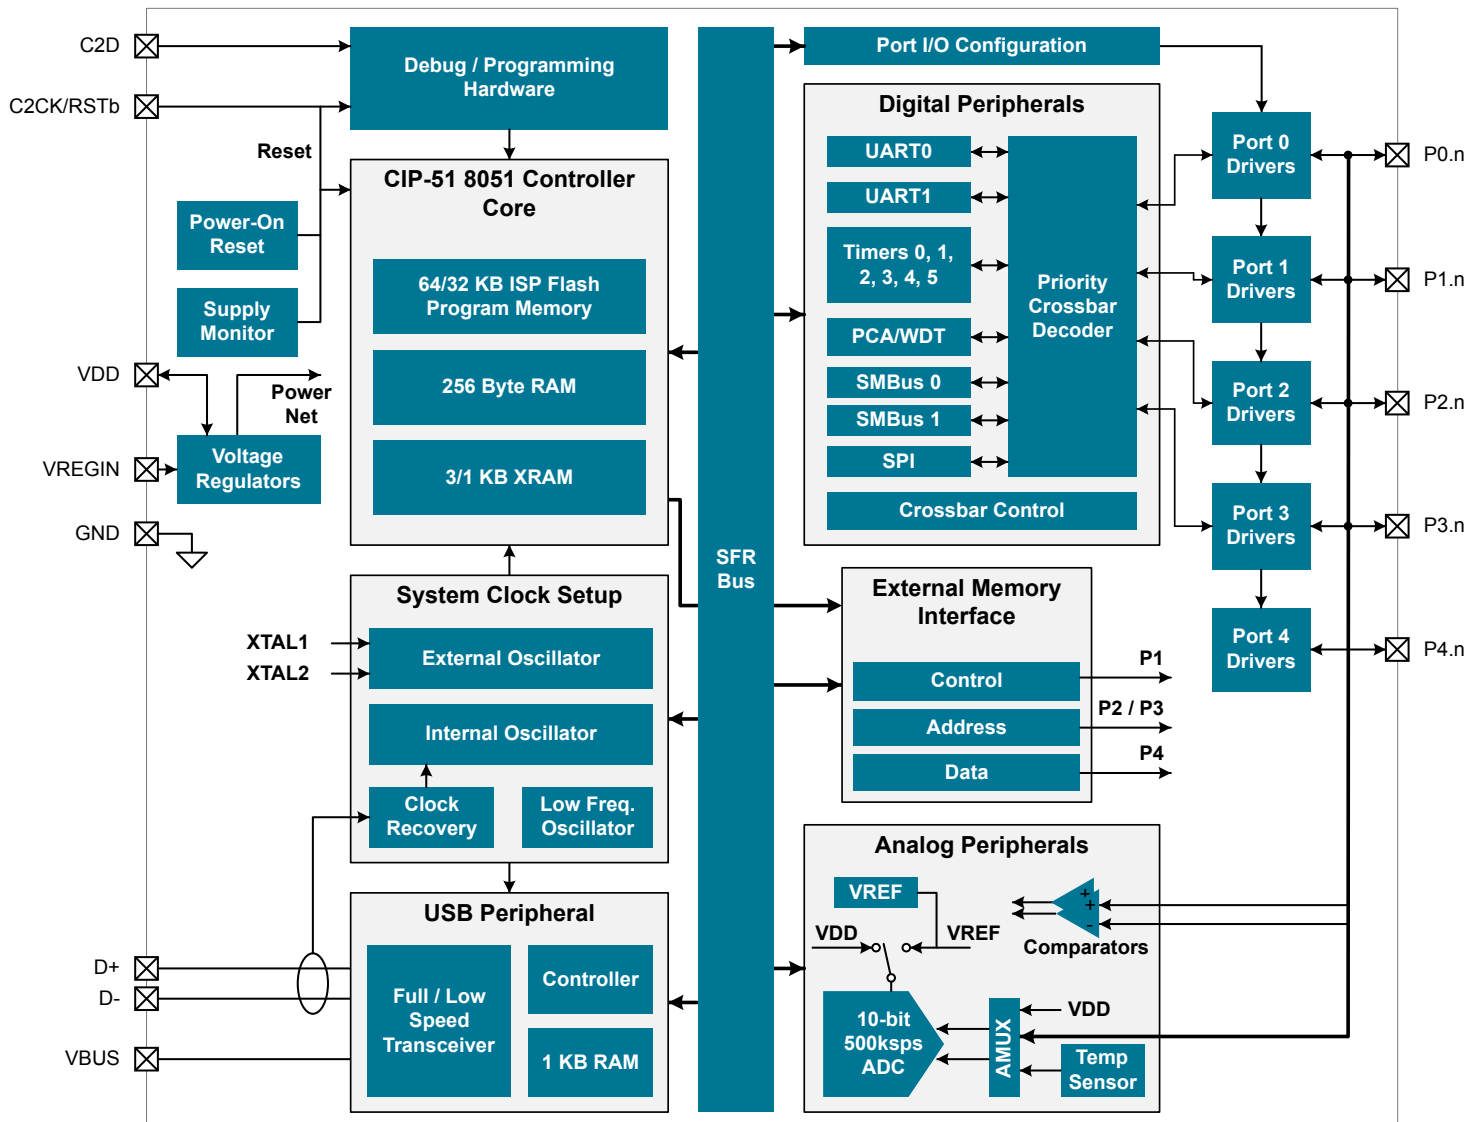 C2D
C2CK/RSTb
Debug / Programming
Hardware
Reset
CIP-51 8051 Controller
Core
Power-On
Reset
Supply
Monitor
64/32 KB ISP Flash
Program Memory
256 Byte RAM
3/1 KB XRAM
VDD
Power
Net
VREGIN
Voltage
Regulators
GND
System Clock Setup
XTAL1
XTAL2
External Oscillator
Internal Oscillator
Clock
Recovery
Low Freq.
Oscillator
USB Peripheral
D+
D-
VBUS
Full / Low
Speed
Transceiver
Controller
1 KB RAM
SFR
Bus
Port I/O Configuration
Digital Peripherals
UART0
UART1
Timers 0, 1,
2, 3, 4, 5
PCA/WDT
SMBus 0
SMBus 1
SPI
Priority
Crossbar
Decoder
Crossbar Control
Port 0
Drivers
Port 1
Drivers
Port 2
Drivers
Port 3
Drivers
Port 4
Drivers
P0.n
P1.n
P2.n
P3.n
P4.n
External Memory
Interface
Control
Address
Data
P1
P2 / P3
P4
Analog Peripherals
VREF
VDD
VREF
+
+
-
Comparators
10-bit
500ksps
ADC
AMUX
VDD
Temp
Sensor